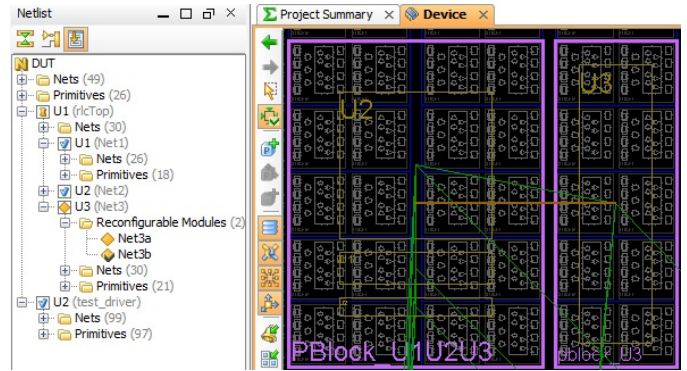 Netlist
Project Summary
Device
DUT
Nets (49)
Primitives (26)
U1 (rlcTop)
Nets (30)
U1 (Net1)
Nets (26)
Primitives (18)
U2 (Net2)
U3 (Net3)
Reconfigurable Modules (2)
Net3a
Net3b
Nets (30)
Primitives (21)
U2 (test_driver)
Nets (99)
Primitives (97)
U2
U3
PBlock_U1U2U3
pblock_U3